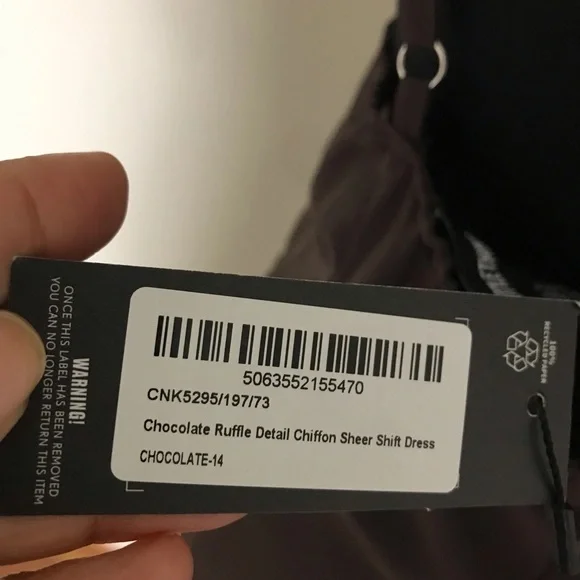 5063552155470
CNK5295/197/73
Chocolate Ruffle Detail Chiffon Sheer Shift Dress
CHOCOLATE-14
WARNING!
ONCE THIS LABEL HAS BEEN REMOVED
YOU CAN NO LONGER RETURN THIS ITEM
100%
RECYCLED PAPER